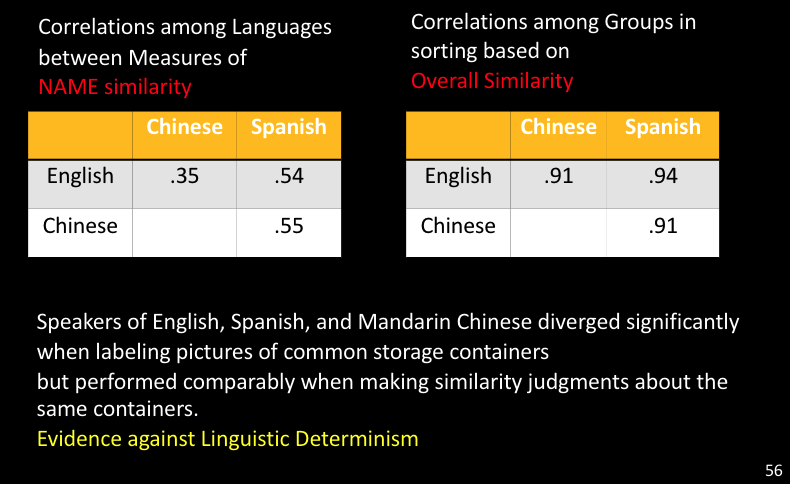 Correlations among Languages
between Measures of
NAME similarity
Chinese Spanish
English .35 .54
Chinese .55
Correlations among Groups in
sorting based on
Overall Similarity
Chinese Spanish
English .91 .94
Chinese .91
Speakers of English, Spanish, and Mandarin Chinese diverged significantly
when labeling pictures of common storage containers
but performed comparably when making similarity judgments about the
same containers.
Evidence against Linguistic Determinism
56